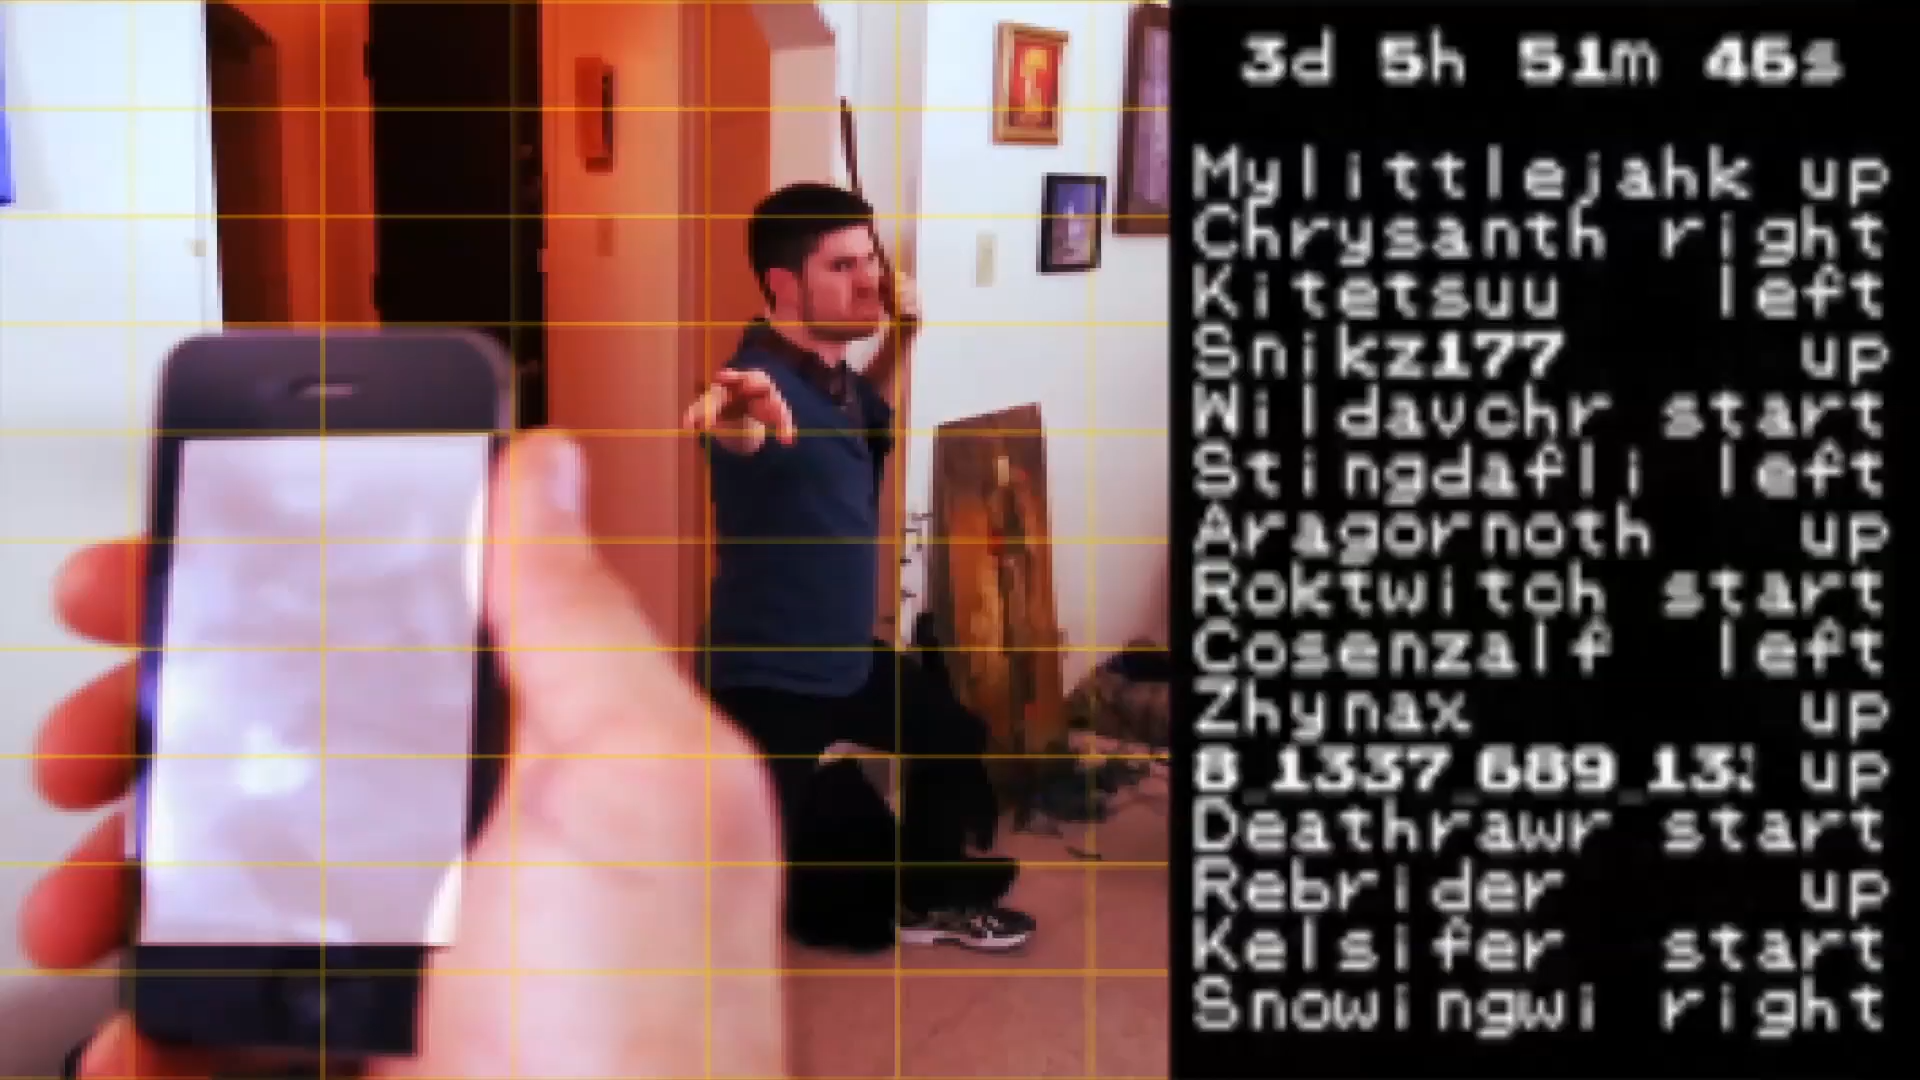 3d 5h 51m 46s
Mylittlejahk up
Chrysanth right
Kitetsuu left
Snikz177 up
Wildavchr start
Stingdafli left
Aragornoth up
Roktwitch start
Cosenzalf left
Zhynax up
8_1337_689_13 up
Deathrawr start
Rebrider up
Kelsifer start
Snowingwi right